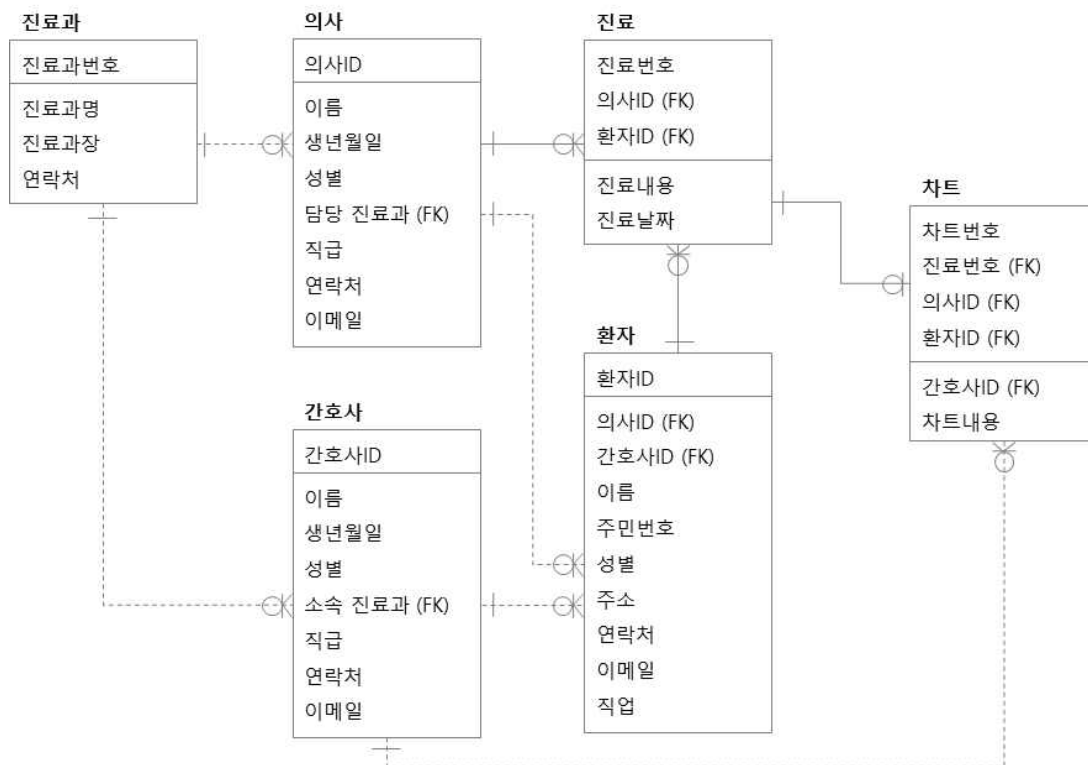 진료과
진료과번호
진료과명
진료과장
연락처
의사
의사ID
이름
생년월일
성별
담당 진료과 (FK)
직급
연락처
이메일
진료
진료번호
의사ID (FK)
환자ID (FK)
진료내용
진료날짜
차트
차트번호
진료번호 (FK)
의사ID (FK)
환자ID (FK)
간호사ID (FK)
차트내용
간호사
간호사ID
이름
생년월일
성별
소속 진료과 (FK)
직급
연락처
이메일
환자
환자ID
의사ID (FK)
간호사ID (FK)
이름
주민번호
성별
주소
연락처
이메일
직업